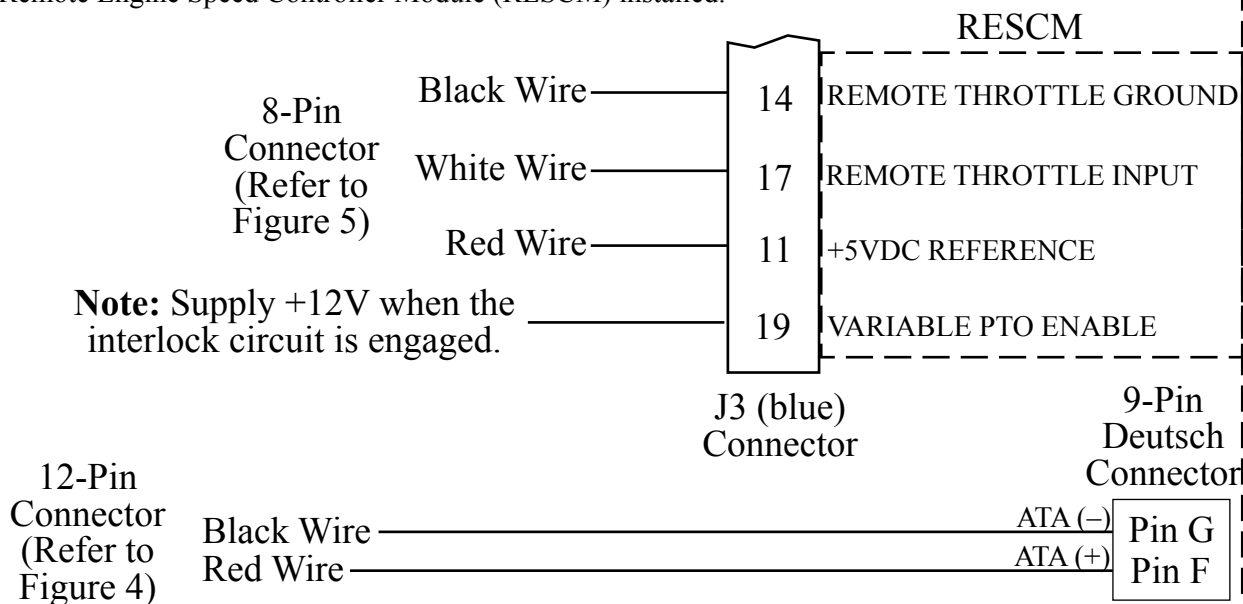 Remote Engine Speed Controller Module (RESCM) installed.
RESCM
8-Pin
Connector
(Refer to
Figure 5)
Black Wire
14
REMOTE THROTTLE GROUND
White Wire
17
REMOTE THROTTLE INPUT
Red Wire
11
+5VDC REFERENCE
Note: Supply +12V when the
interlock circuit is engaged.
19
VARIABLE PTO ENABLE
J3 (blue)
Connector
9-Pin
Deutsch
Connector
12-Pin
Connector
(Refer to
Figure 4)
Black Wire
ATA (–)
Pin G
Red Wire
ATA (+)
Pin F